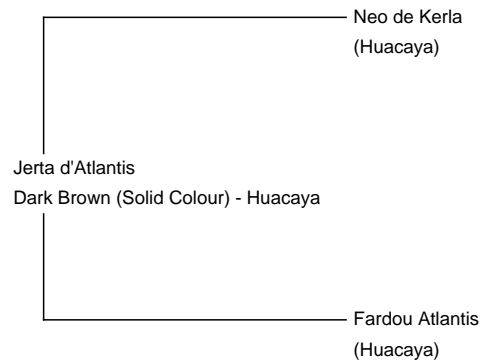 Neo de Kerla
(Huacaya)
Jerta d'Atlantis
Dark Brown (Solid Colour) - Huacaya
Fardou Atlantis
(Huacaya)